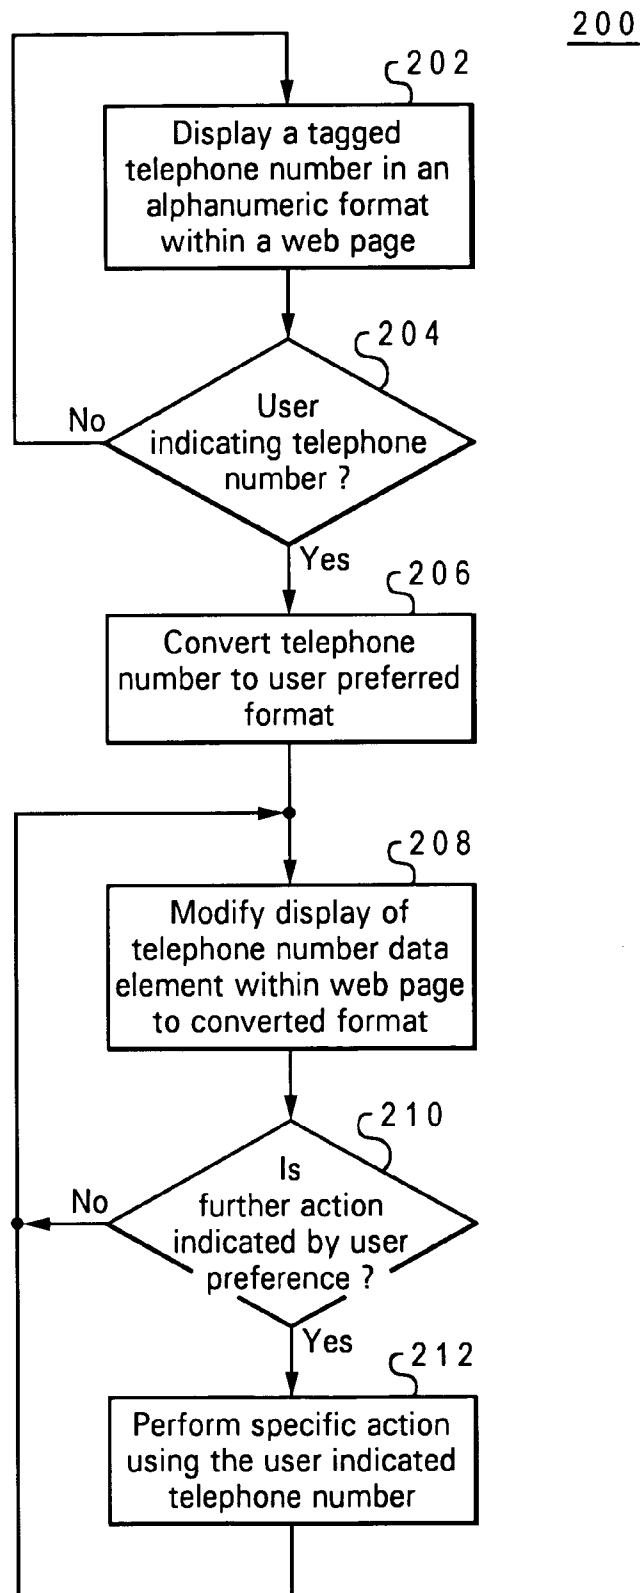 200
202
Display a tagged
telephone number in an
alphanumeric format
within a web page
204
User
indicating telephone
number ?
No
Yes
206
Convert telephone
number to user preferred
format
208
Modify display of
telephone number data
element within web page
to converted format
210
Is
further action
indicated by user
preference ?
No
Yes
212
Perform specific action
using the user indicated
telephone number